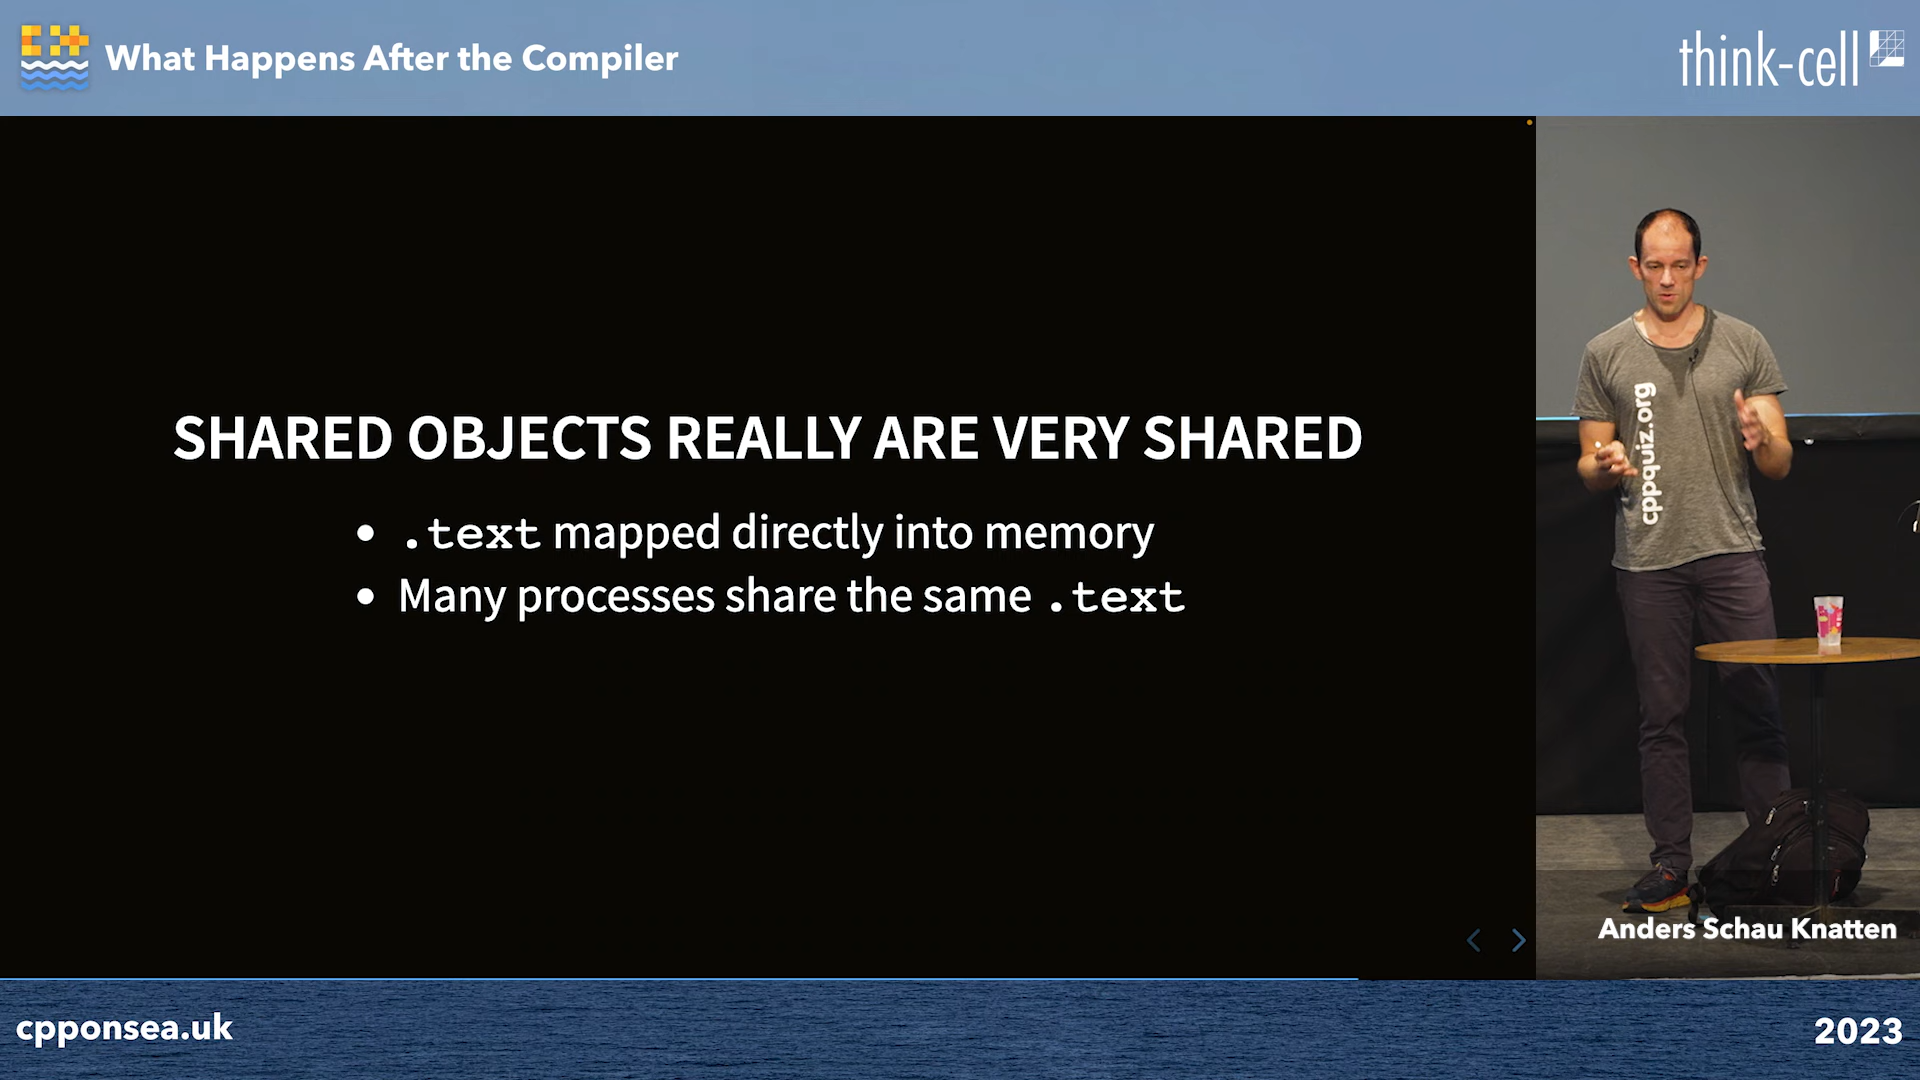 What Happens After the Compiler
think-cell
SHARED OBJECTS REALLY ARE VERY SHARED
• .text mapped directly into memory
• Many processes share the same .text
cppquiz.org
Anders Schau Knatten
cpponsea.uk
2023